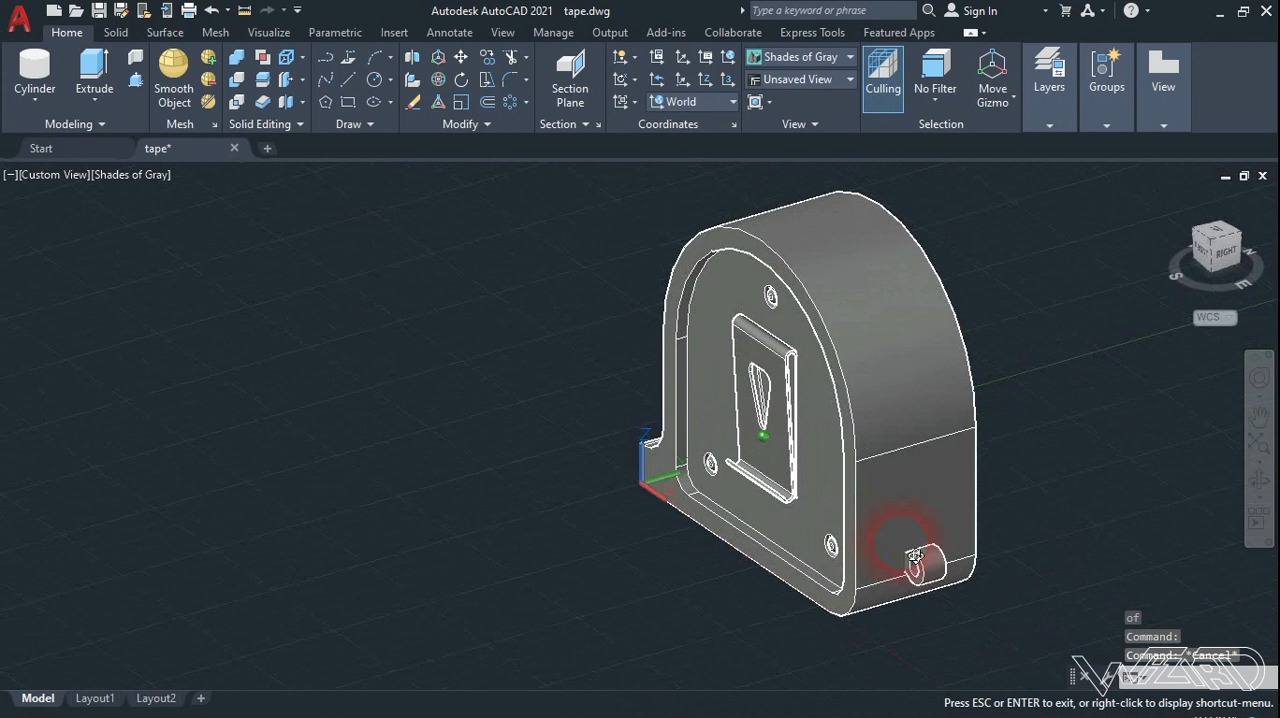 Autodesk AutoCAD 2021 tape.dwg
Type a keyword or phrase
Sign In
Home Solid Surface Mesh Visualize Parametric Insert Annotate View Manage Output Add-ins Collaborate Express Tools Featured Apps
Cylinder
Extrude
Smooth Object
Section Plane
Shades of Gray
Unsaved View
World
Culling
No Filter
Move Gizmo
Layers
Groups
View
Modeling Mesh Solid Editing Draw Modify Section Coordinates View Selection
Start tape*
[−][Custom View][Shades of Gray]
RIGHT
S
E
WCS
of
Command:
Command: *Cancel*
Model Layout1 Layout2
Press ESC or ENTER to exit, or right-click to display shortcut-menu.